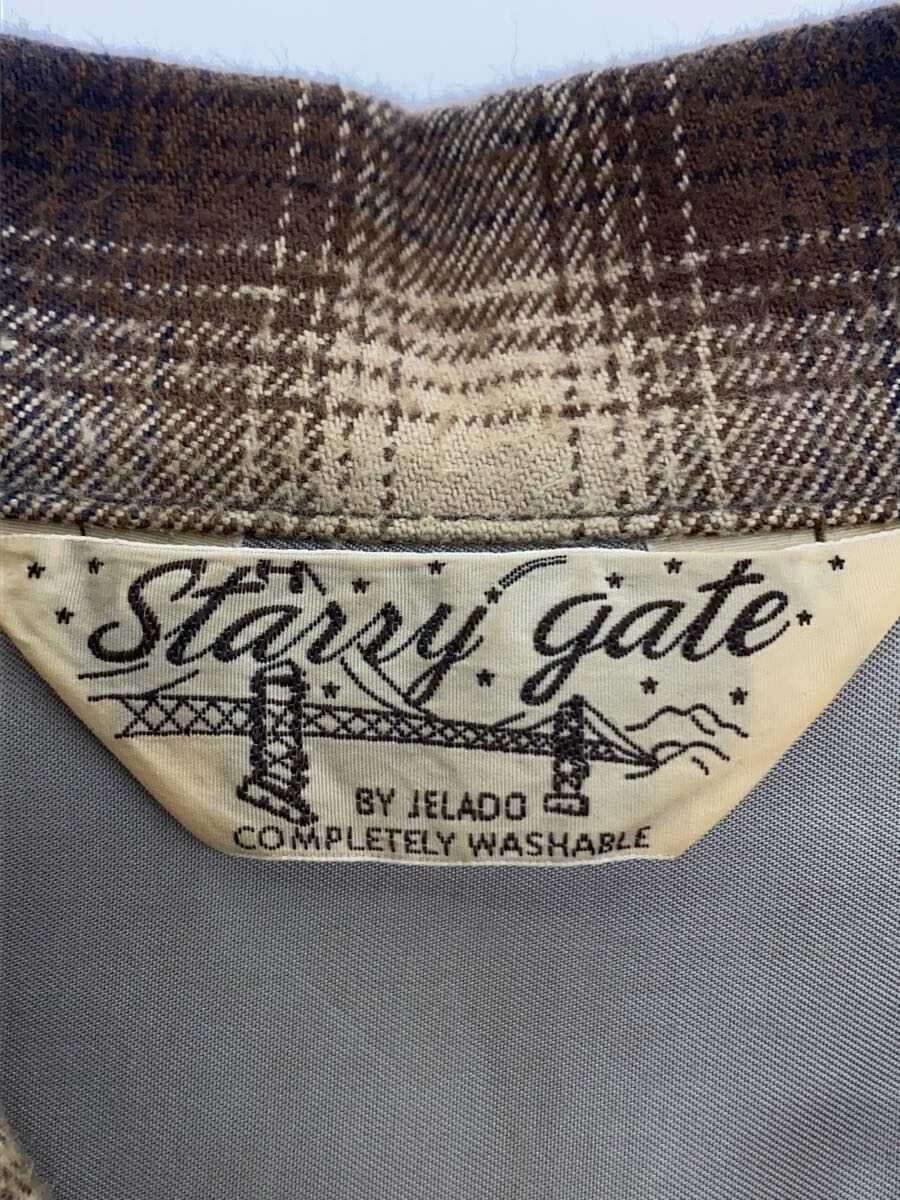 Starry gate
BY JELADO
COMPLETELY WASHABLE